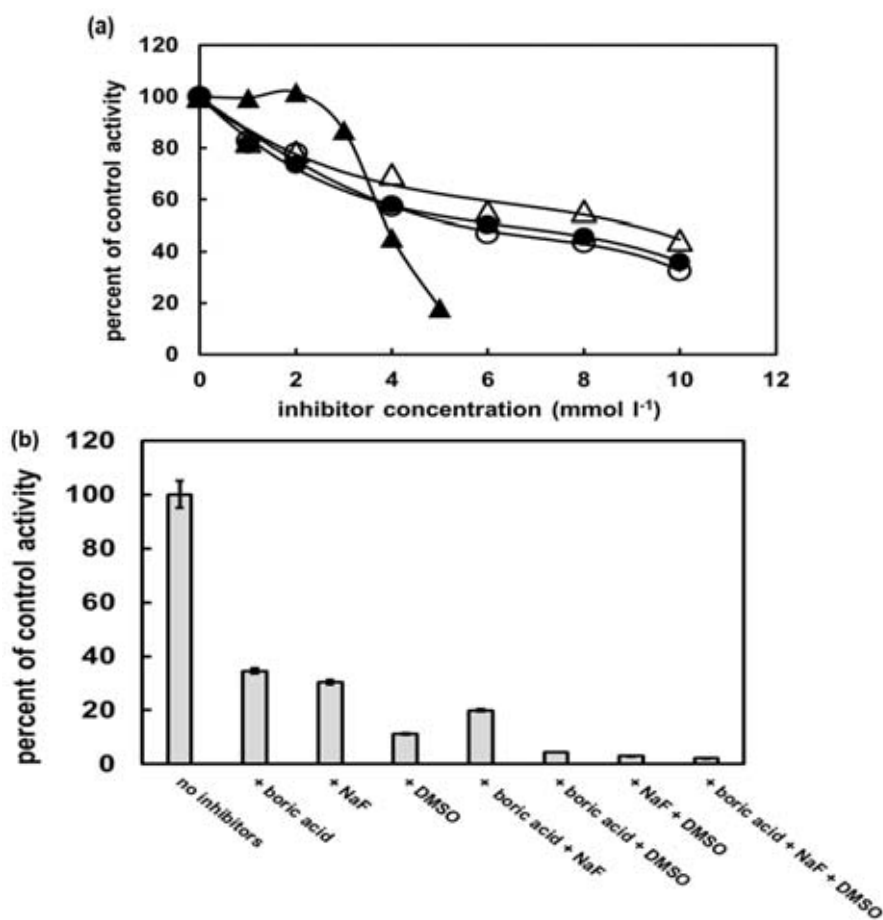 (a)
percent of control activity
120
100
80
60
40
20
0
0 2 4 6 8 10 12
inhibitor concentration (mmol l⁻¹)
(b)
percent of control activity
120
100
80
60
40
20
0
no inhibitors
+ boric acid
+ NaF
+ DMSO
+ boric acid + NaF
+ boric acid + DMSO
+ NaF + DMSO
+ boric acid + NaF + DMSO